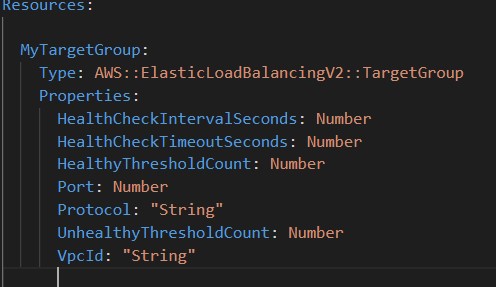 Resources:
MyTargetGroup:
Type: AWS::ElasticLoadBalancingV2::TargetGroup
Properties:
HealthCheckIntervalSeconds: Number
HealthCheckTimeoutSeconds: Number
HealthyThresholdCount: Number
Port: Number
Protocol: "String"
UnhealthyThresholdCount: Number
VpcId: "String"